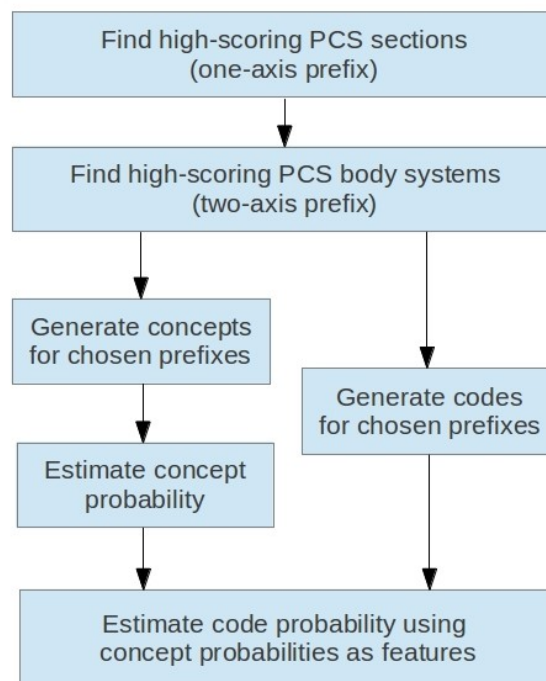 Find high-scoring PCS sections
(one-axis prefix)
Find high-scoring PCS body systems
(two-axis prefix)
Generate concepts
for chosen prefixes
Generate codes
for chosen prefixes
Estimate concept
probability
Estimate code probability using
concept probabilities as features